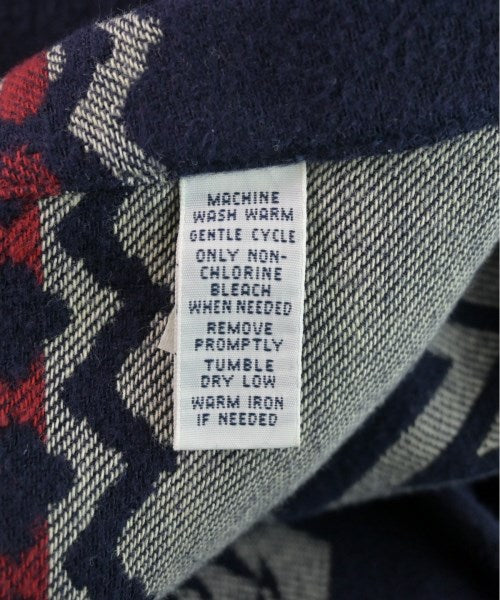 MACHINE
WASH WARM
GENTLE CYCLE
ONLY NON-
CHLORINE
BLEACH
WHEN NEEDED
REMOVE
PROMPTLY
TUMBLE
DRY LOW
WARM IRON
IF NEEDED